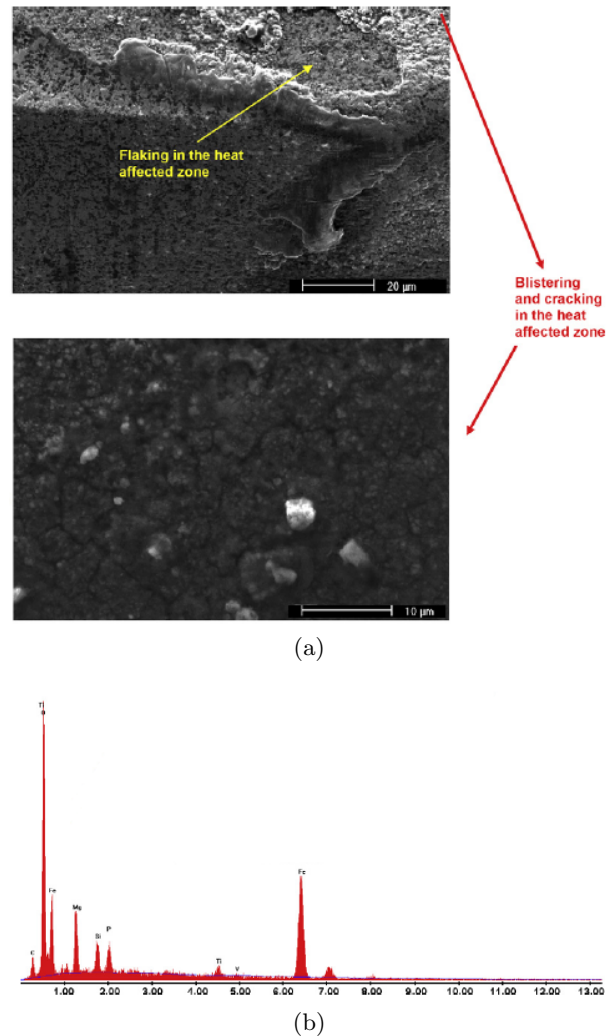 Flaking in the heat
affected zone
20 µm
Blistering
and cracking
in the heat
affected zone
10 µm
(a)
Ti
O
Fe
Fe
Mg
Si
P
C
Ti
V
1.00 2.00 3.00 4.00 5.00 6.00 7.00 8.00 9.00 10.00 11.00 12.00 13.00
(b)